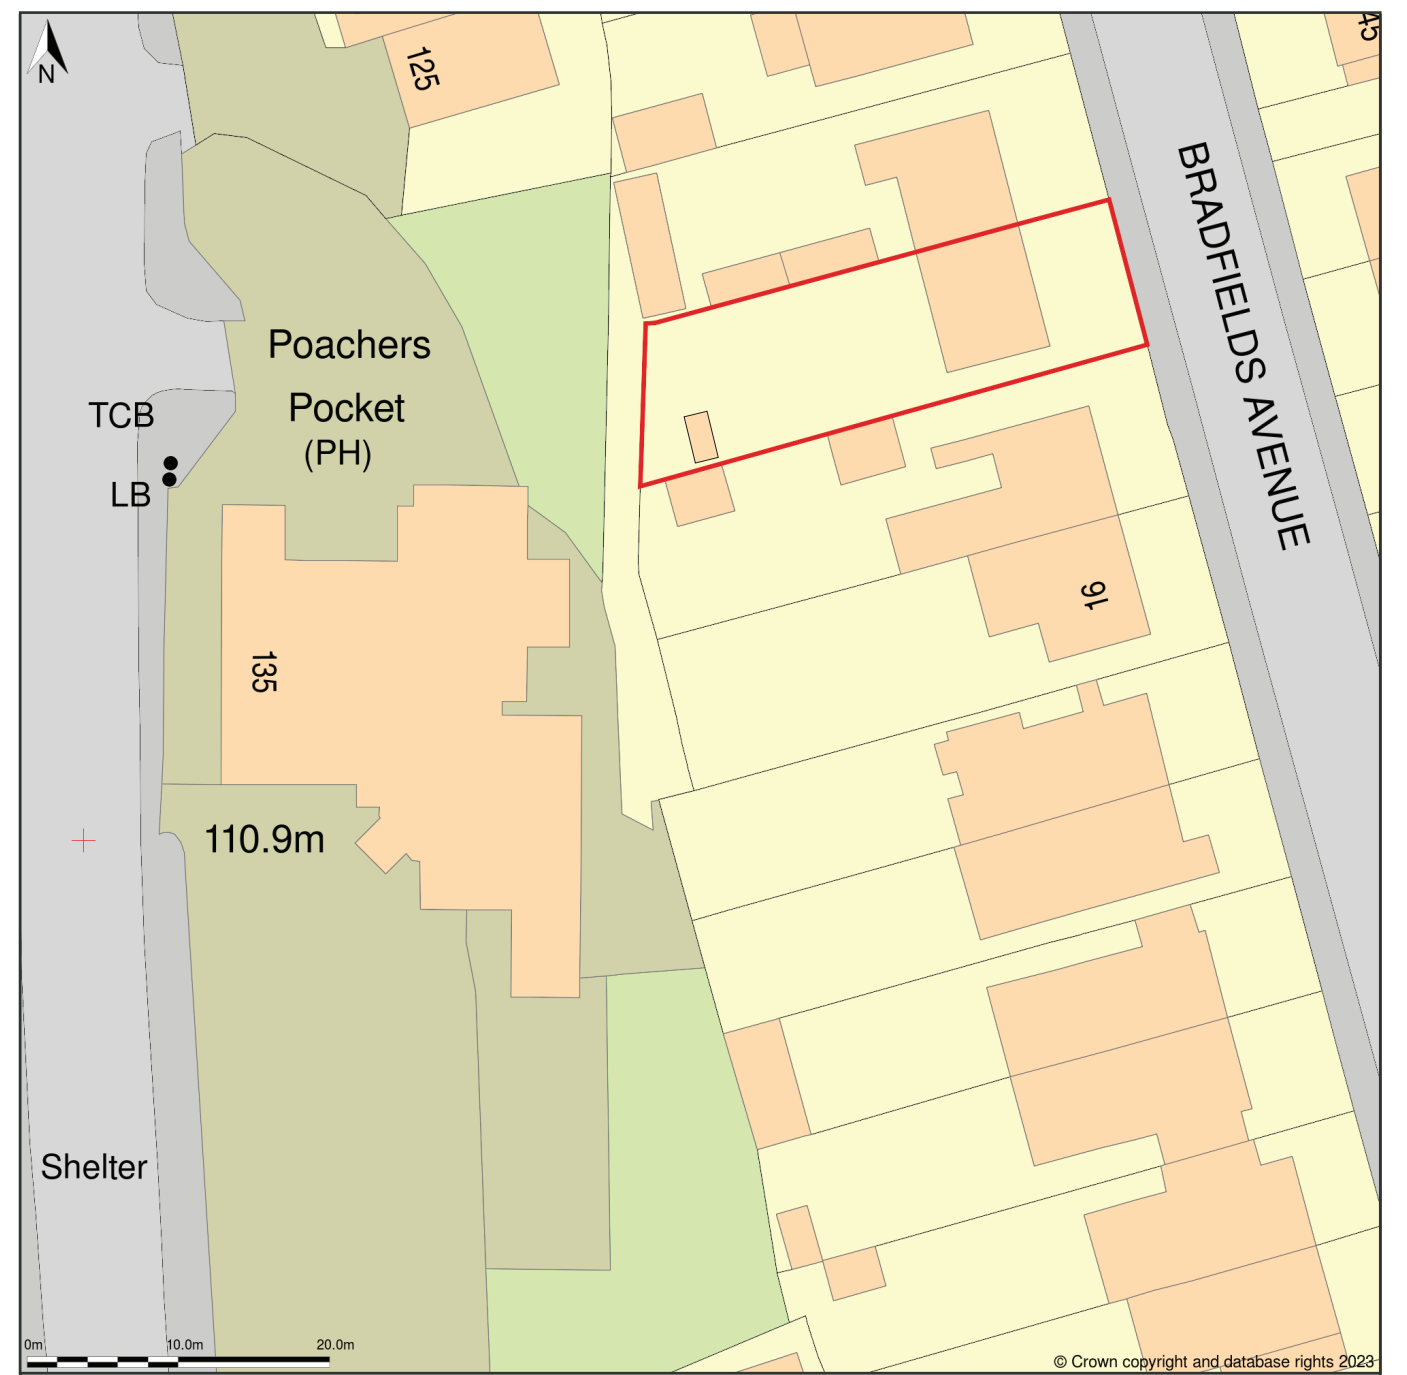 N
125
45
BRADFIELDS AVENUE
Poachers
Pocket
(PH)
TCB
LB
16
135
110.9m
Shelter
0m 10.0m 20.0m
© Crown copyright and database rights 2023